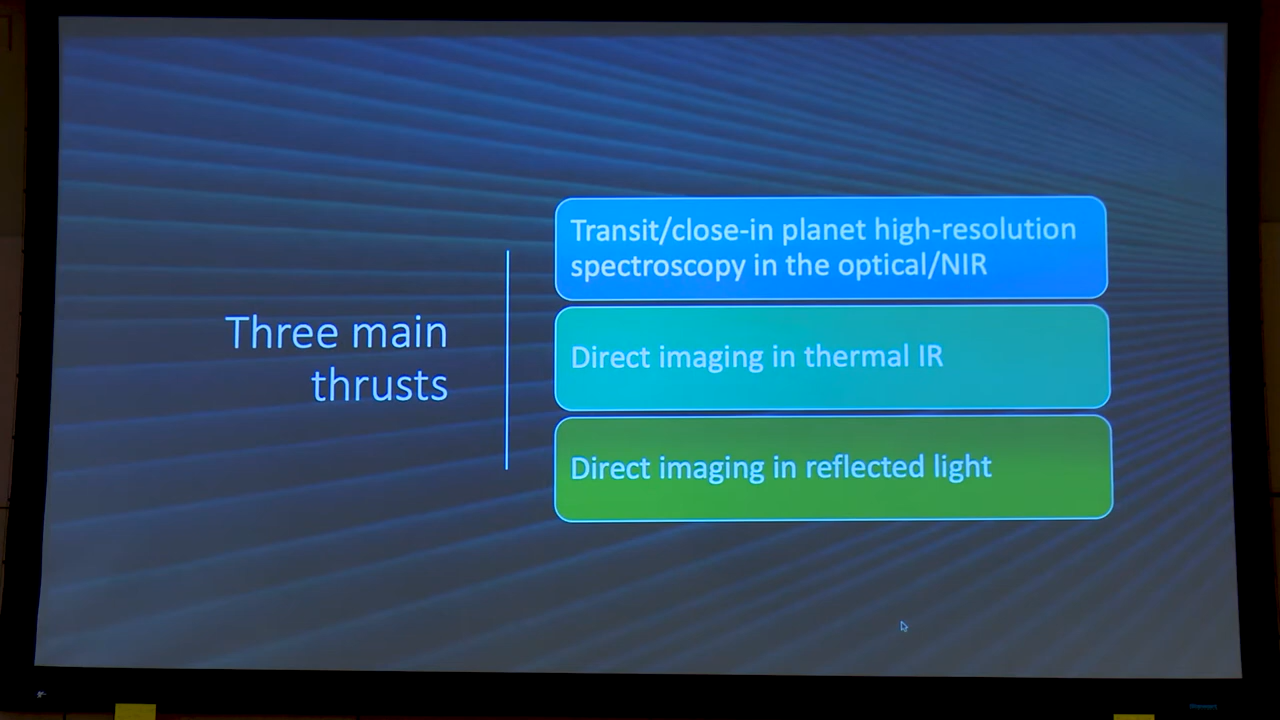 Three main
thrusts
Transit/close-in planet high-resolution
spectroscopy in the optical/NIR
Direct imaging in thermal IR
Direct imaging in reflected light